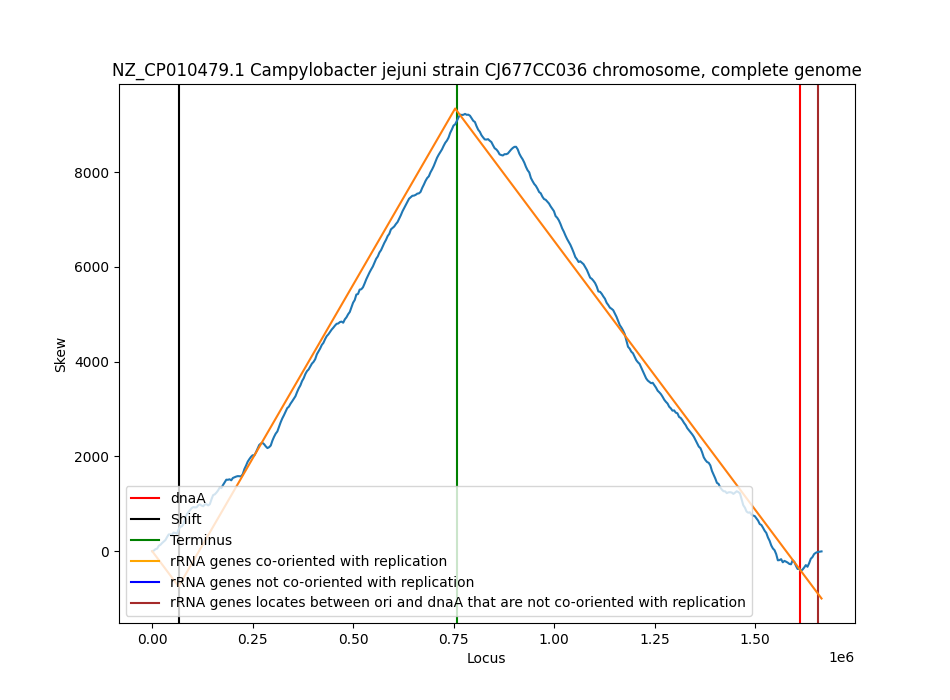 NZ_CP010479.1 Campylobacter jejuni strain CJ677CC036 chromosome, complete genome
Skew
8000
6000
4000
2000
0
dnaA
Shift
Terminus
rRNA genes co-oriented with replication
rRNA genes not co-oriented with replication
rRNA genes locates between ori and dnaA that are not co-oriented with replication
0.00 0.25 0.50 0.75 1.00 1.25 1.50
1e6
Locus